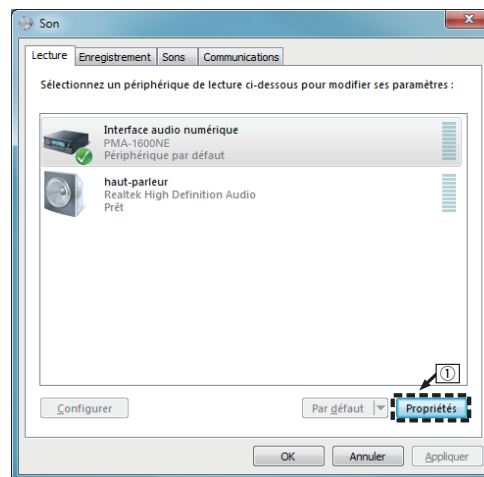 Son
Lecture Enregistrement Sons Communications
Sélectionnez un périphérique de lecture ci-dessous pour modifier ses paramètres :
Interface audio numérique
PMA-1600NE
Périphérique par défaut
haut-parleur
Realtek High Definition Audio
Prêt
①
Configurer Par défaut Propriétés
OK Annuler Appliquer